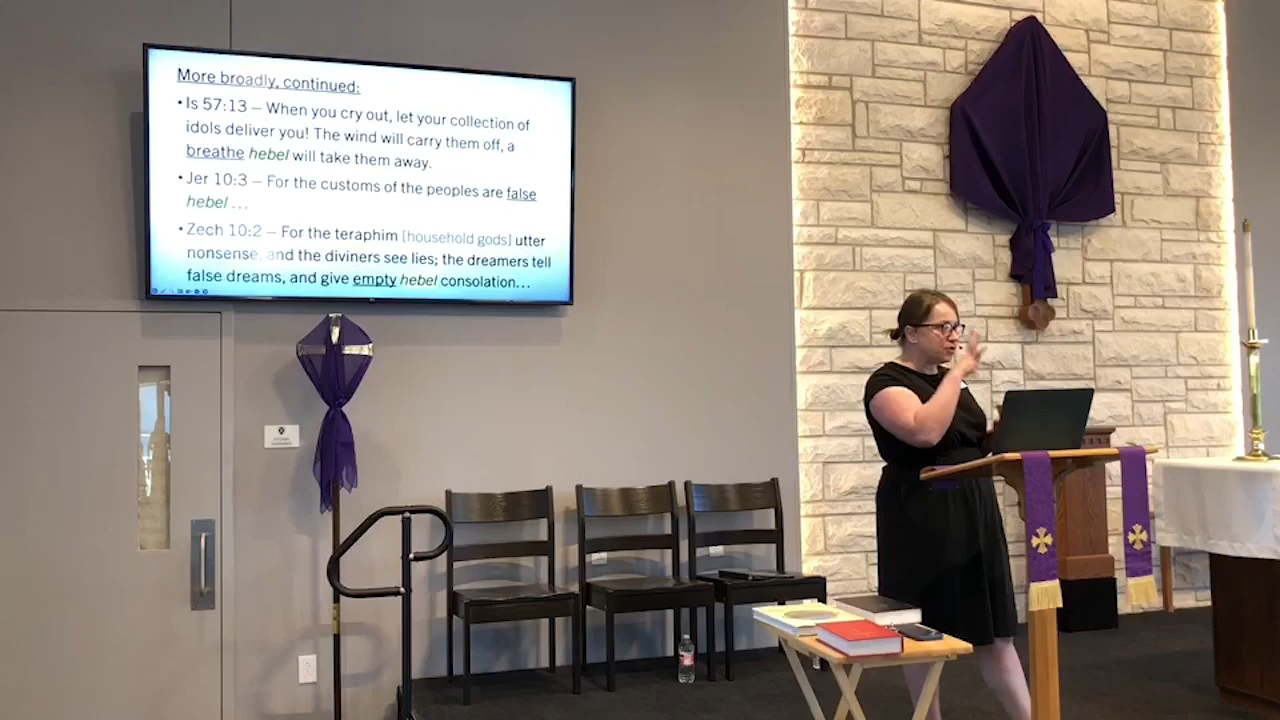 More broadly, continued:
• Is 57:13 – When you cry out, let your collection of
idols deliver you! The wind will carry them off, a
breathe hebel will take them away.
• Jer 10:3 – For the customs of the peoples are false
hebel …
• Zech 10:2 – For the teraphim [household gods] utter
nonsense, and the diviners see lies; the dreamers tell
false dreams, and give empty hebel consolation…